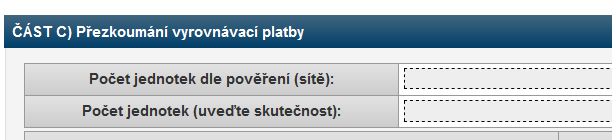 ČÁST C) Přezkoumání vyrovnávací platby
Počet jednotek dle pověření (sítě):
Počet jednotek (uveďte skutečnost):